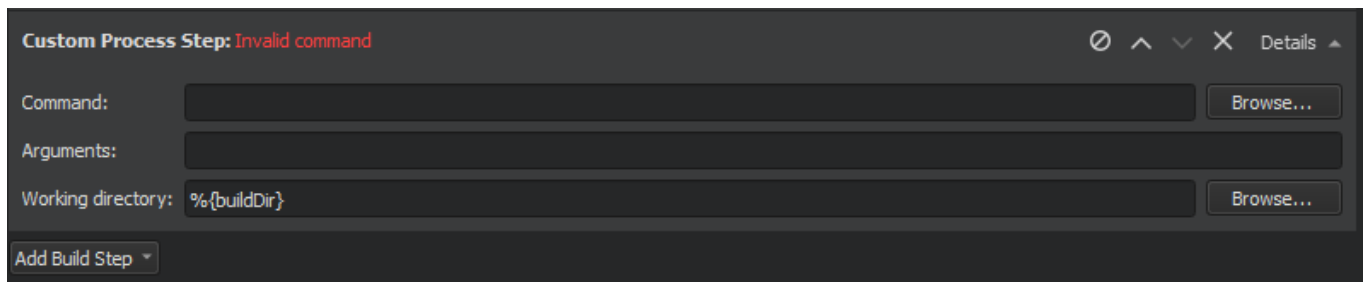 Custom Process Step: Invalid command Details
Command: Browse...
Arguments:
Working directory: %{buildDir} Browse...
Add Build Step